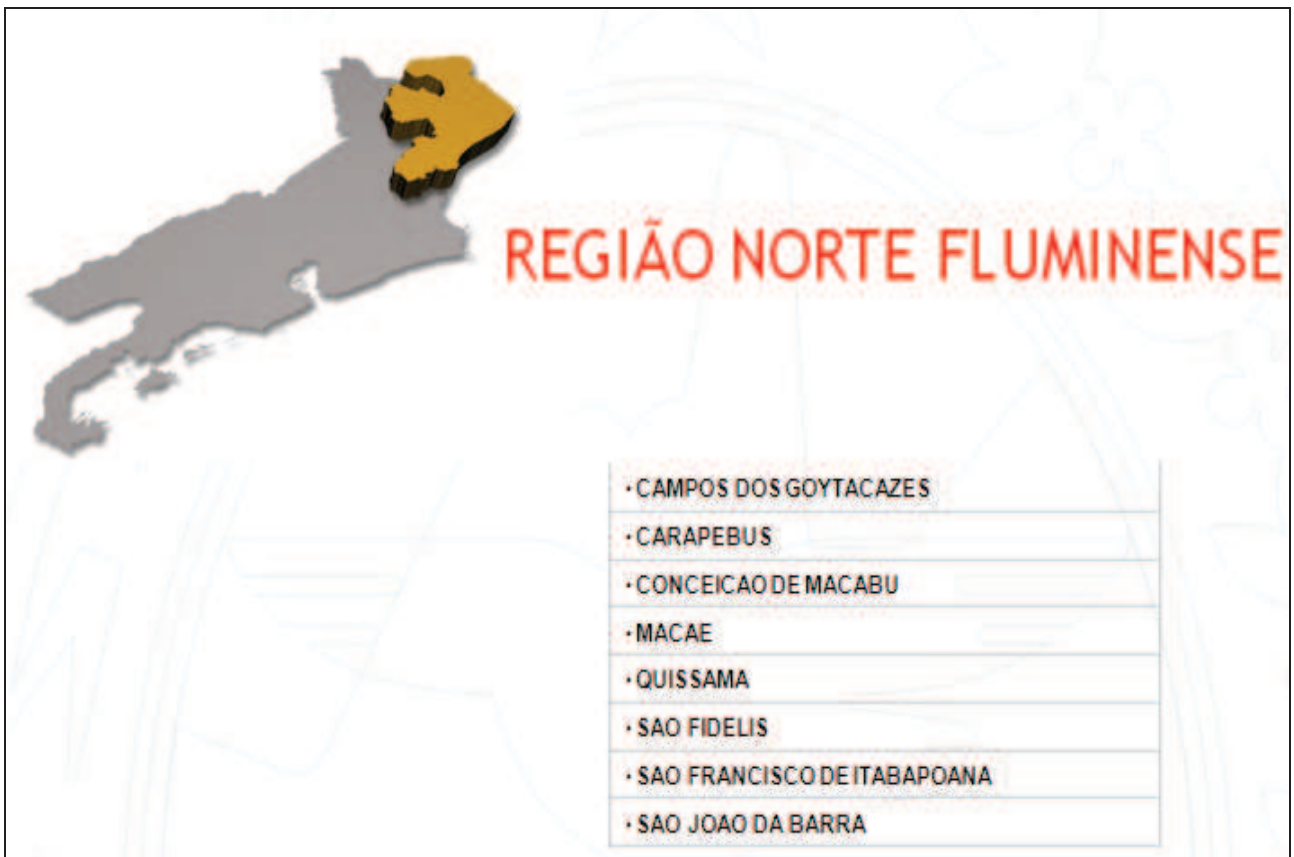 REGIÃO NORTE FLUMINENSE
• CAMPOS DOS GOYTACAZES
• CARAPEBUS
• CONCEICAO DE MACABU
• MACAE
• QUISSAMA
• SAO FIDELIS
• SAO FRANCISCO DE ITABAPOANA
• SAO JOAO DA BARRA